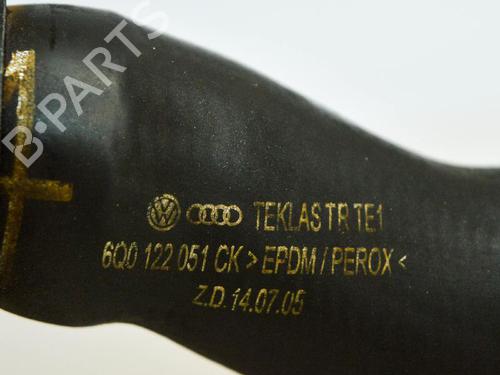 B-PARTS
TEKLAS TR TE1
6Q0 122 051 CK > EPDM / PEROX <
Z.D. 14.07.05